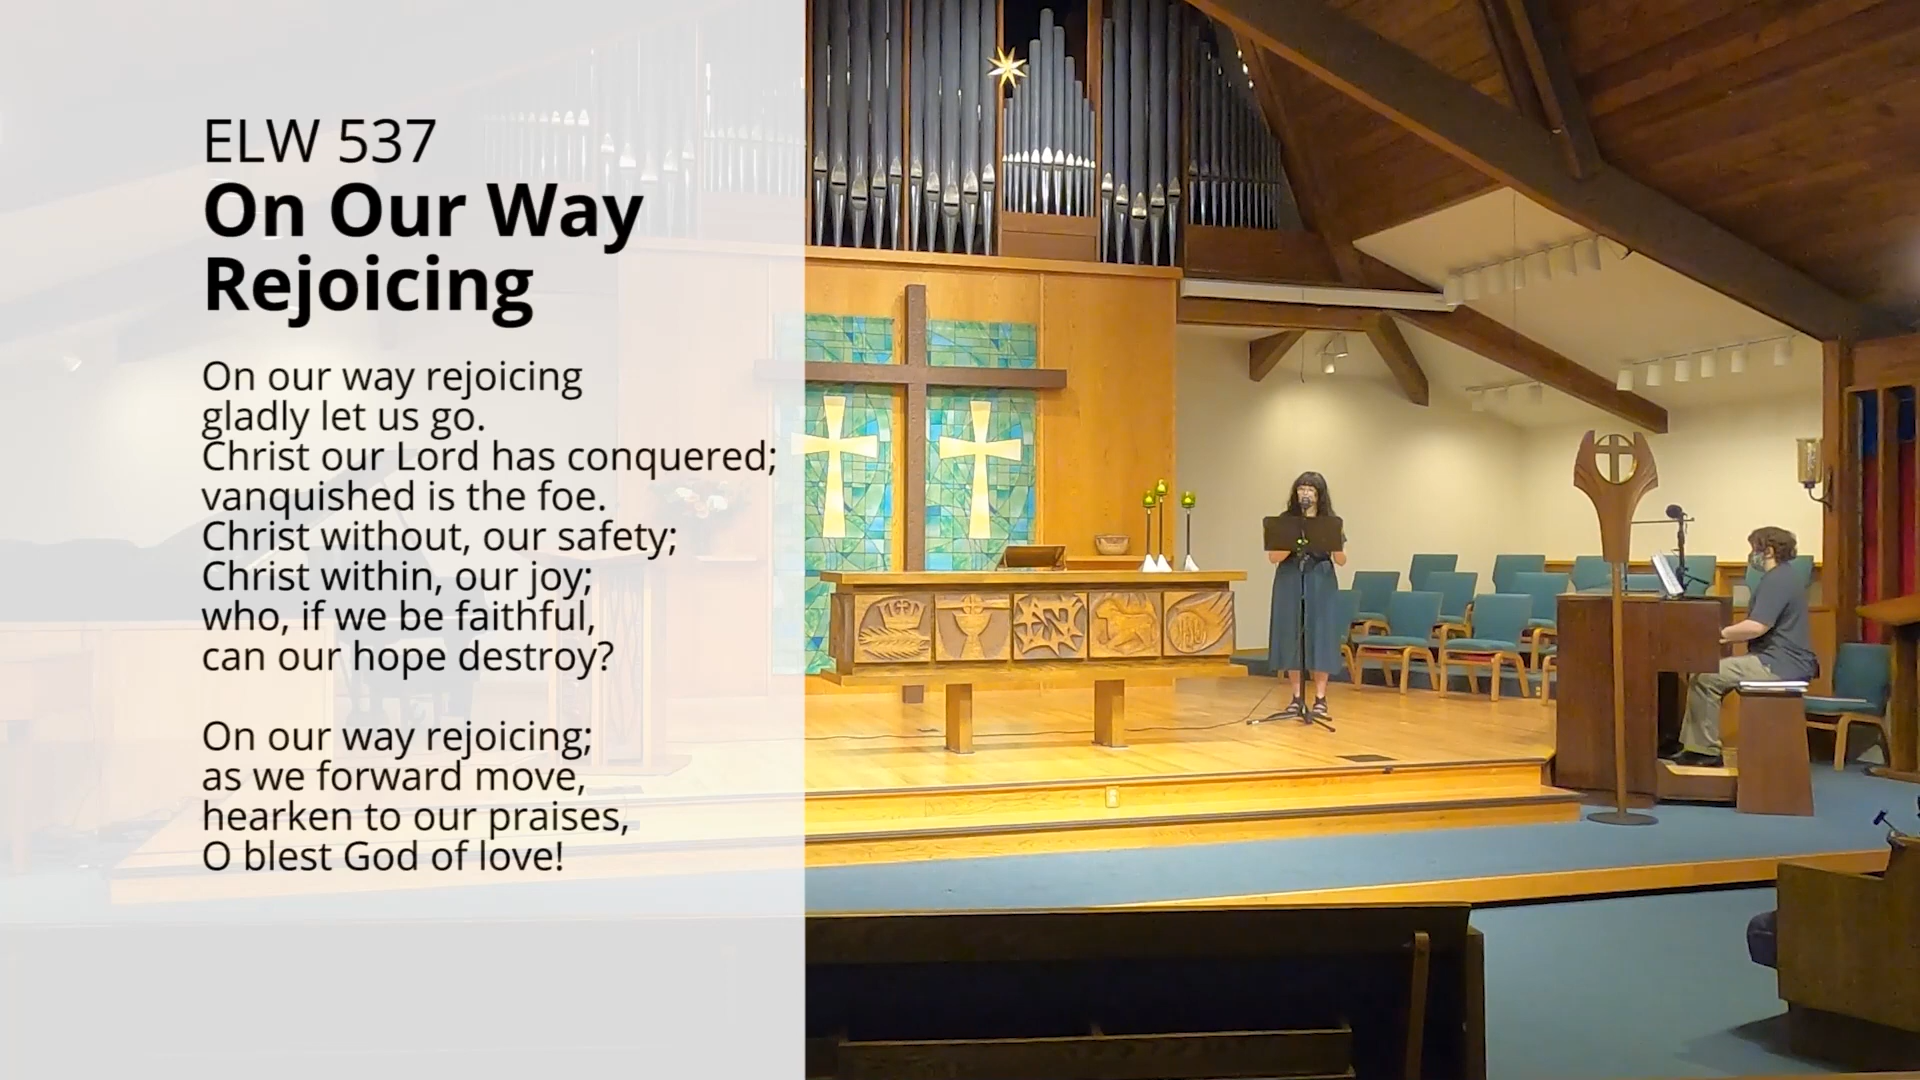 ELW 537
On Our Way
Rejoicing
On our way rejoicing
gladly let us go.
Christ our Lord has conquered;
vanquished is the foe.
Christ without, our safety;
Christ within, our joy;
who, if we be faithful,
can our hope destroy?
On our way rejoicing;
as we forward move,
hearken to our praises,
O blest God of love!